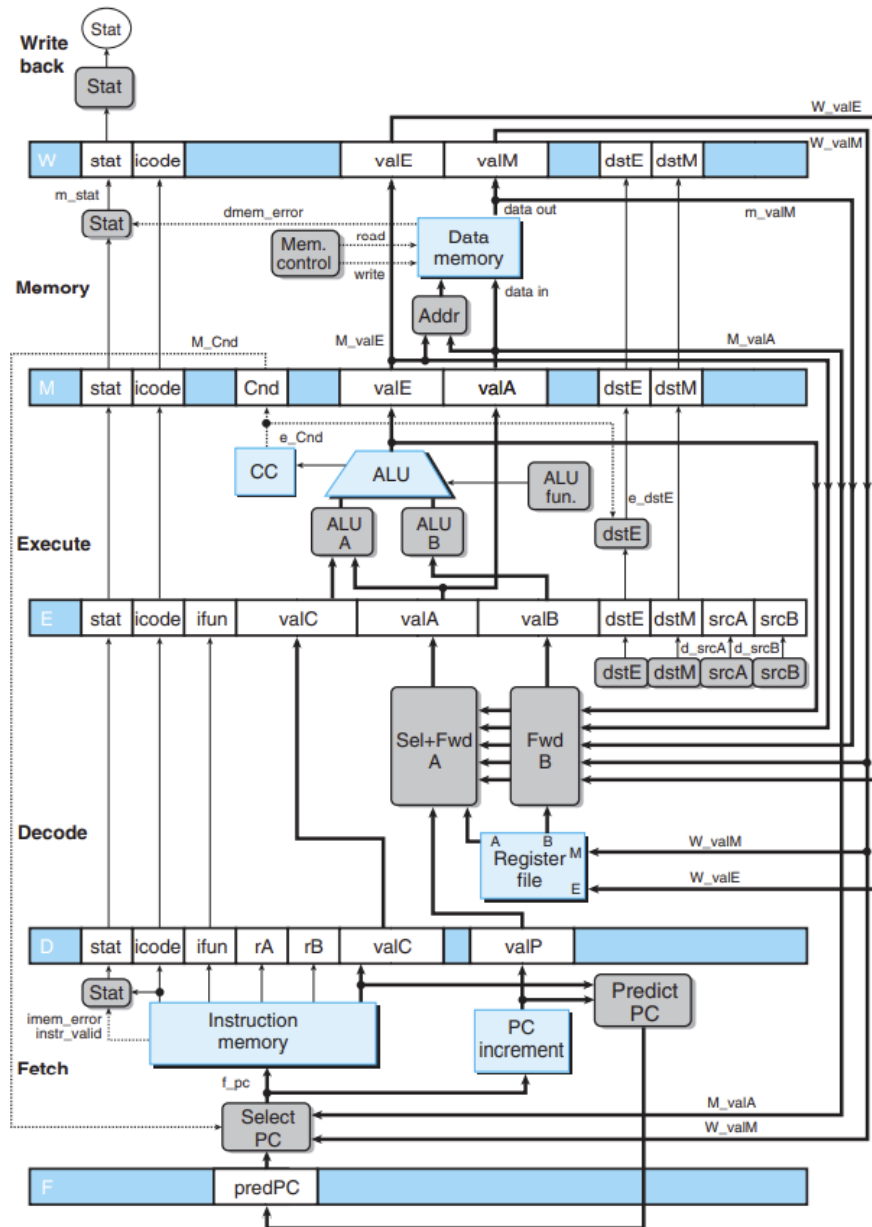 Stat
Write
back
Stat
W_valE
W_valM
W stat icode valE valM dstE dstM
m_stat
data out
m_valM
Stat
dmem_error
Mem.
control
road
write
Data
memory
Memory
data in
Addr
M_Cnd
M_valE
M_valA
M stat icode Cnd valE valA dstE dstM
e_Cnd
CC
ALU
ALU
fun.
e_dstE
ALU
A
ALU
B
dstE
Execute
E stat icode ifun valC valA valB dstE dstM srcA srcB
d_srcA d_srcB
dstE dstM srcA srcB
Sel+Fwd
A
Fwd
B
Decode
A B
Register
file
M
E
W_valM
W_valE
D stat icode ifun rA rB valC valP
Stat
imem_error
instr_valid
Instruction
memory
PC
increment
Predict
PC
Fetch
f_pc
Select
PC
M_valA
W_valM
F predPC